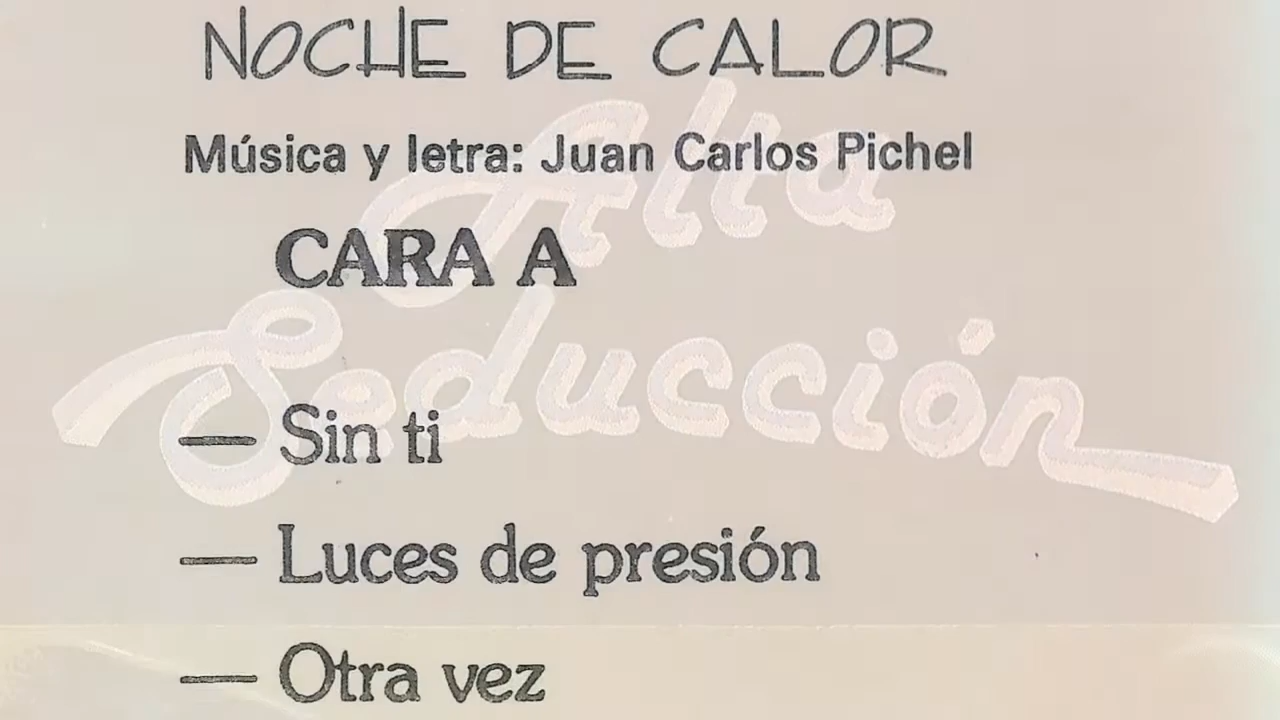 NOCHE DE CALOR
Música y letra: Juan Carlos Pichel
Alta
CARA A
Seducción
— Sin ti
— Luces de presión
— Otra vez